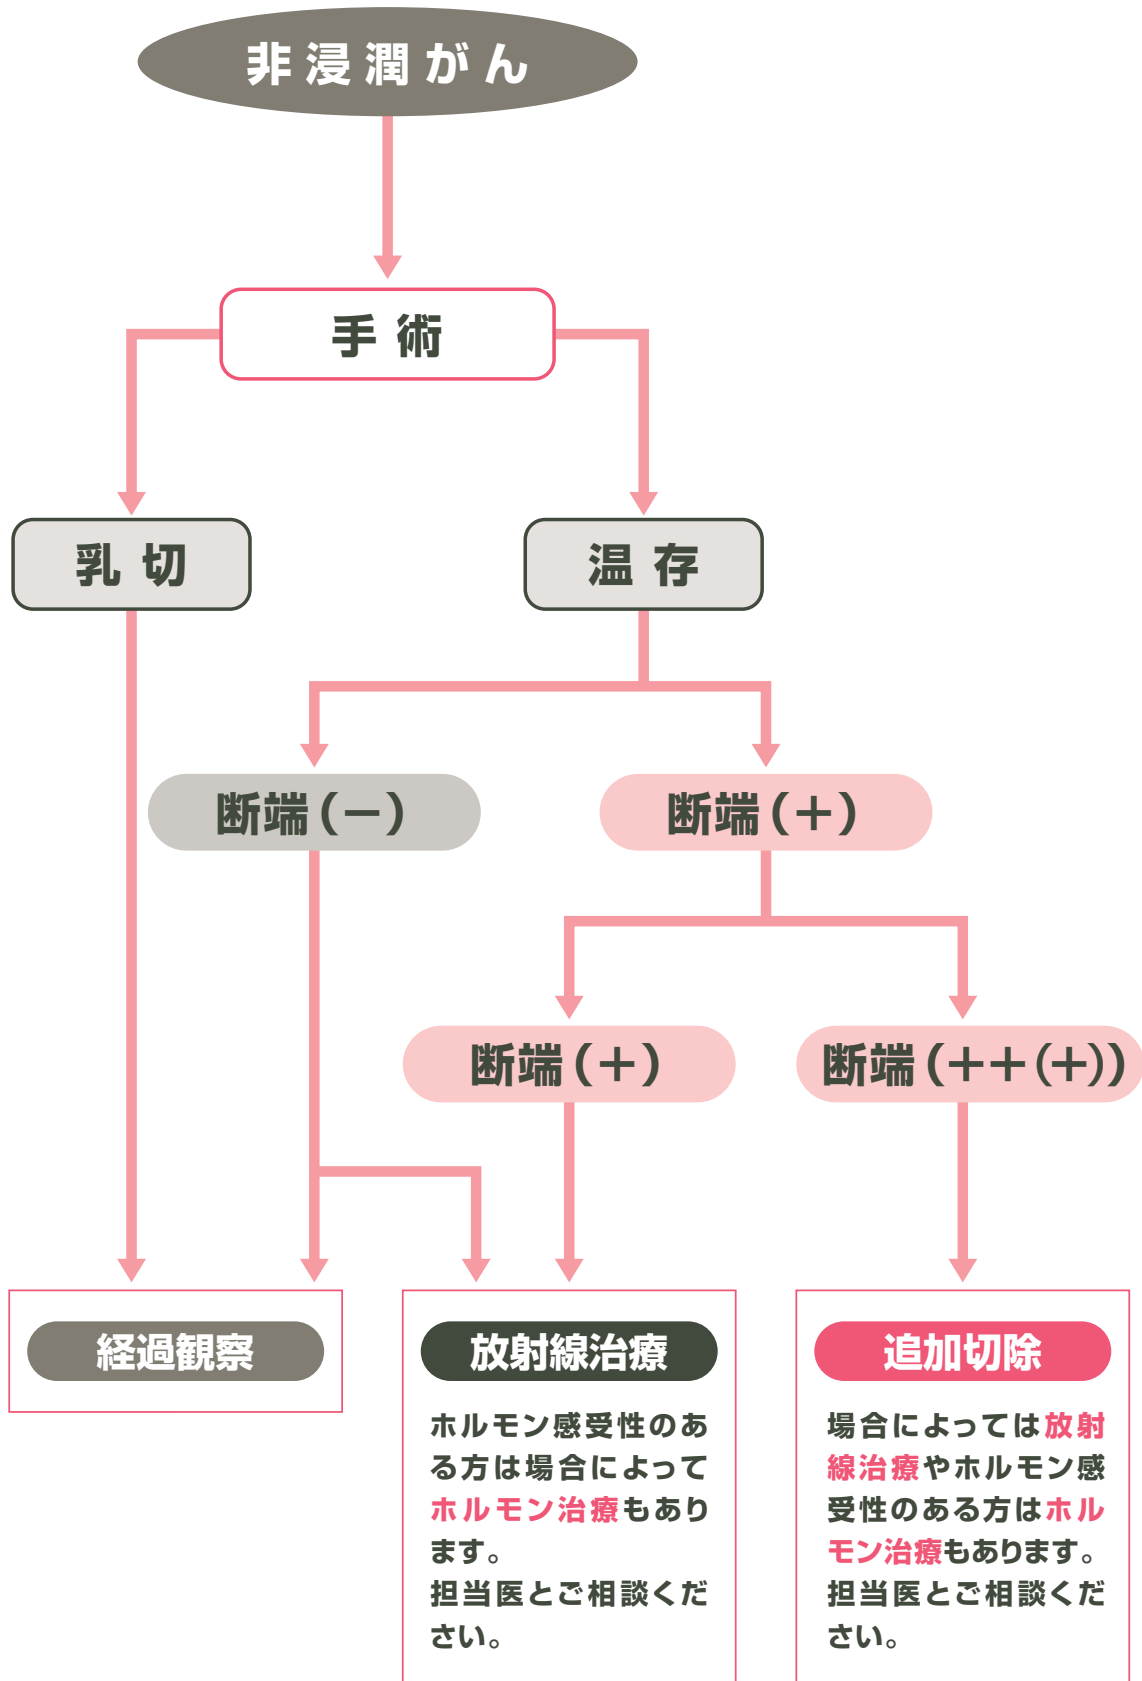 非浸潤がん
手術
乳切
温存
断端(－)
断端(＋)
断端(＋)
断端(＋＋(＋))
経過観察
放射線治療
ホルモン感受性のあ
る方は場合によって
ホルモン治療もあり
ます。
担当医とご相談くだ
さい。
追加切除
場合によっては放射
線治療やホルモン感
受性のある方はホル
モン治療もあります。
担当医とご相談くだ
さい。